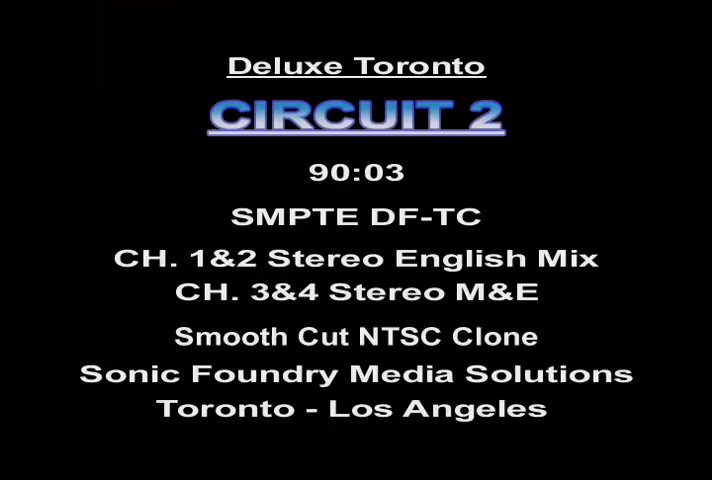 Deluxe Toronto
CIRCUIT 2
90:03
SMPTE DF-TC
CH. 1&2 Stereo English Mix
CH. 3&4 Stereo M&E
Smooth Cut NTSC Clone
Sonic Foundry Media Solutions
Toronto - Los Angeles